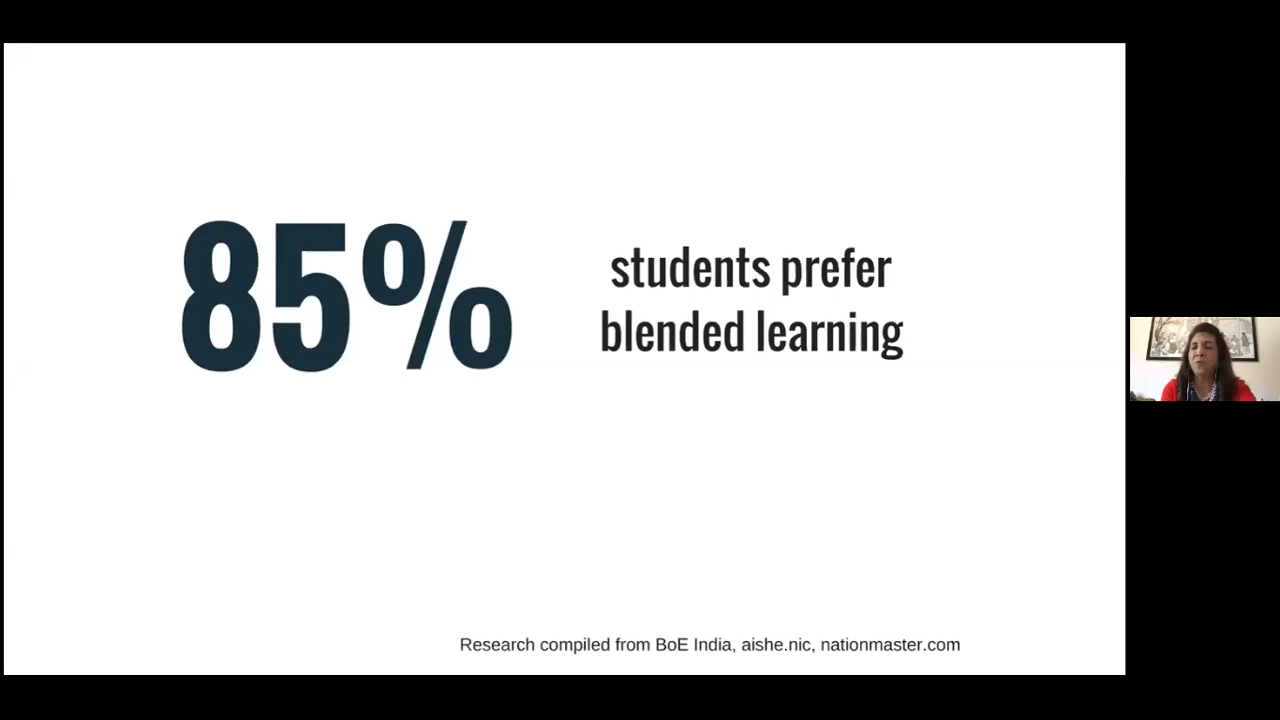 85%
students prefer
blended learning
Research compiled from BoE India, aishe.nic, nationmaster.com